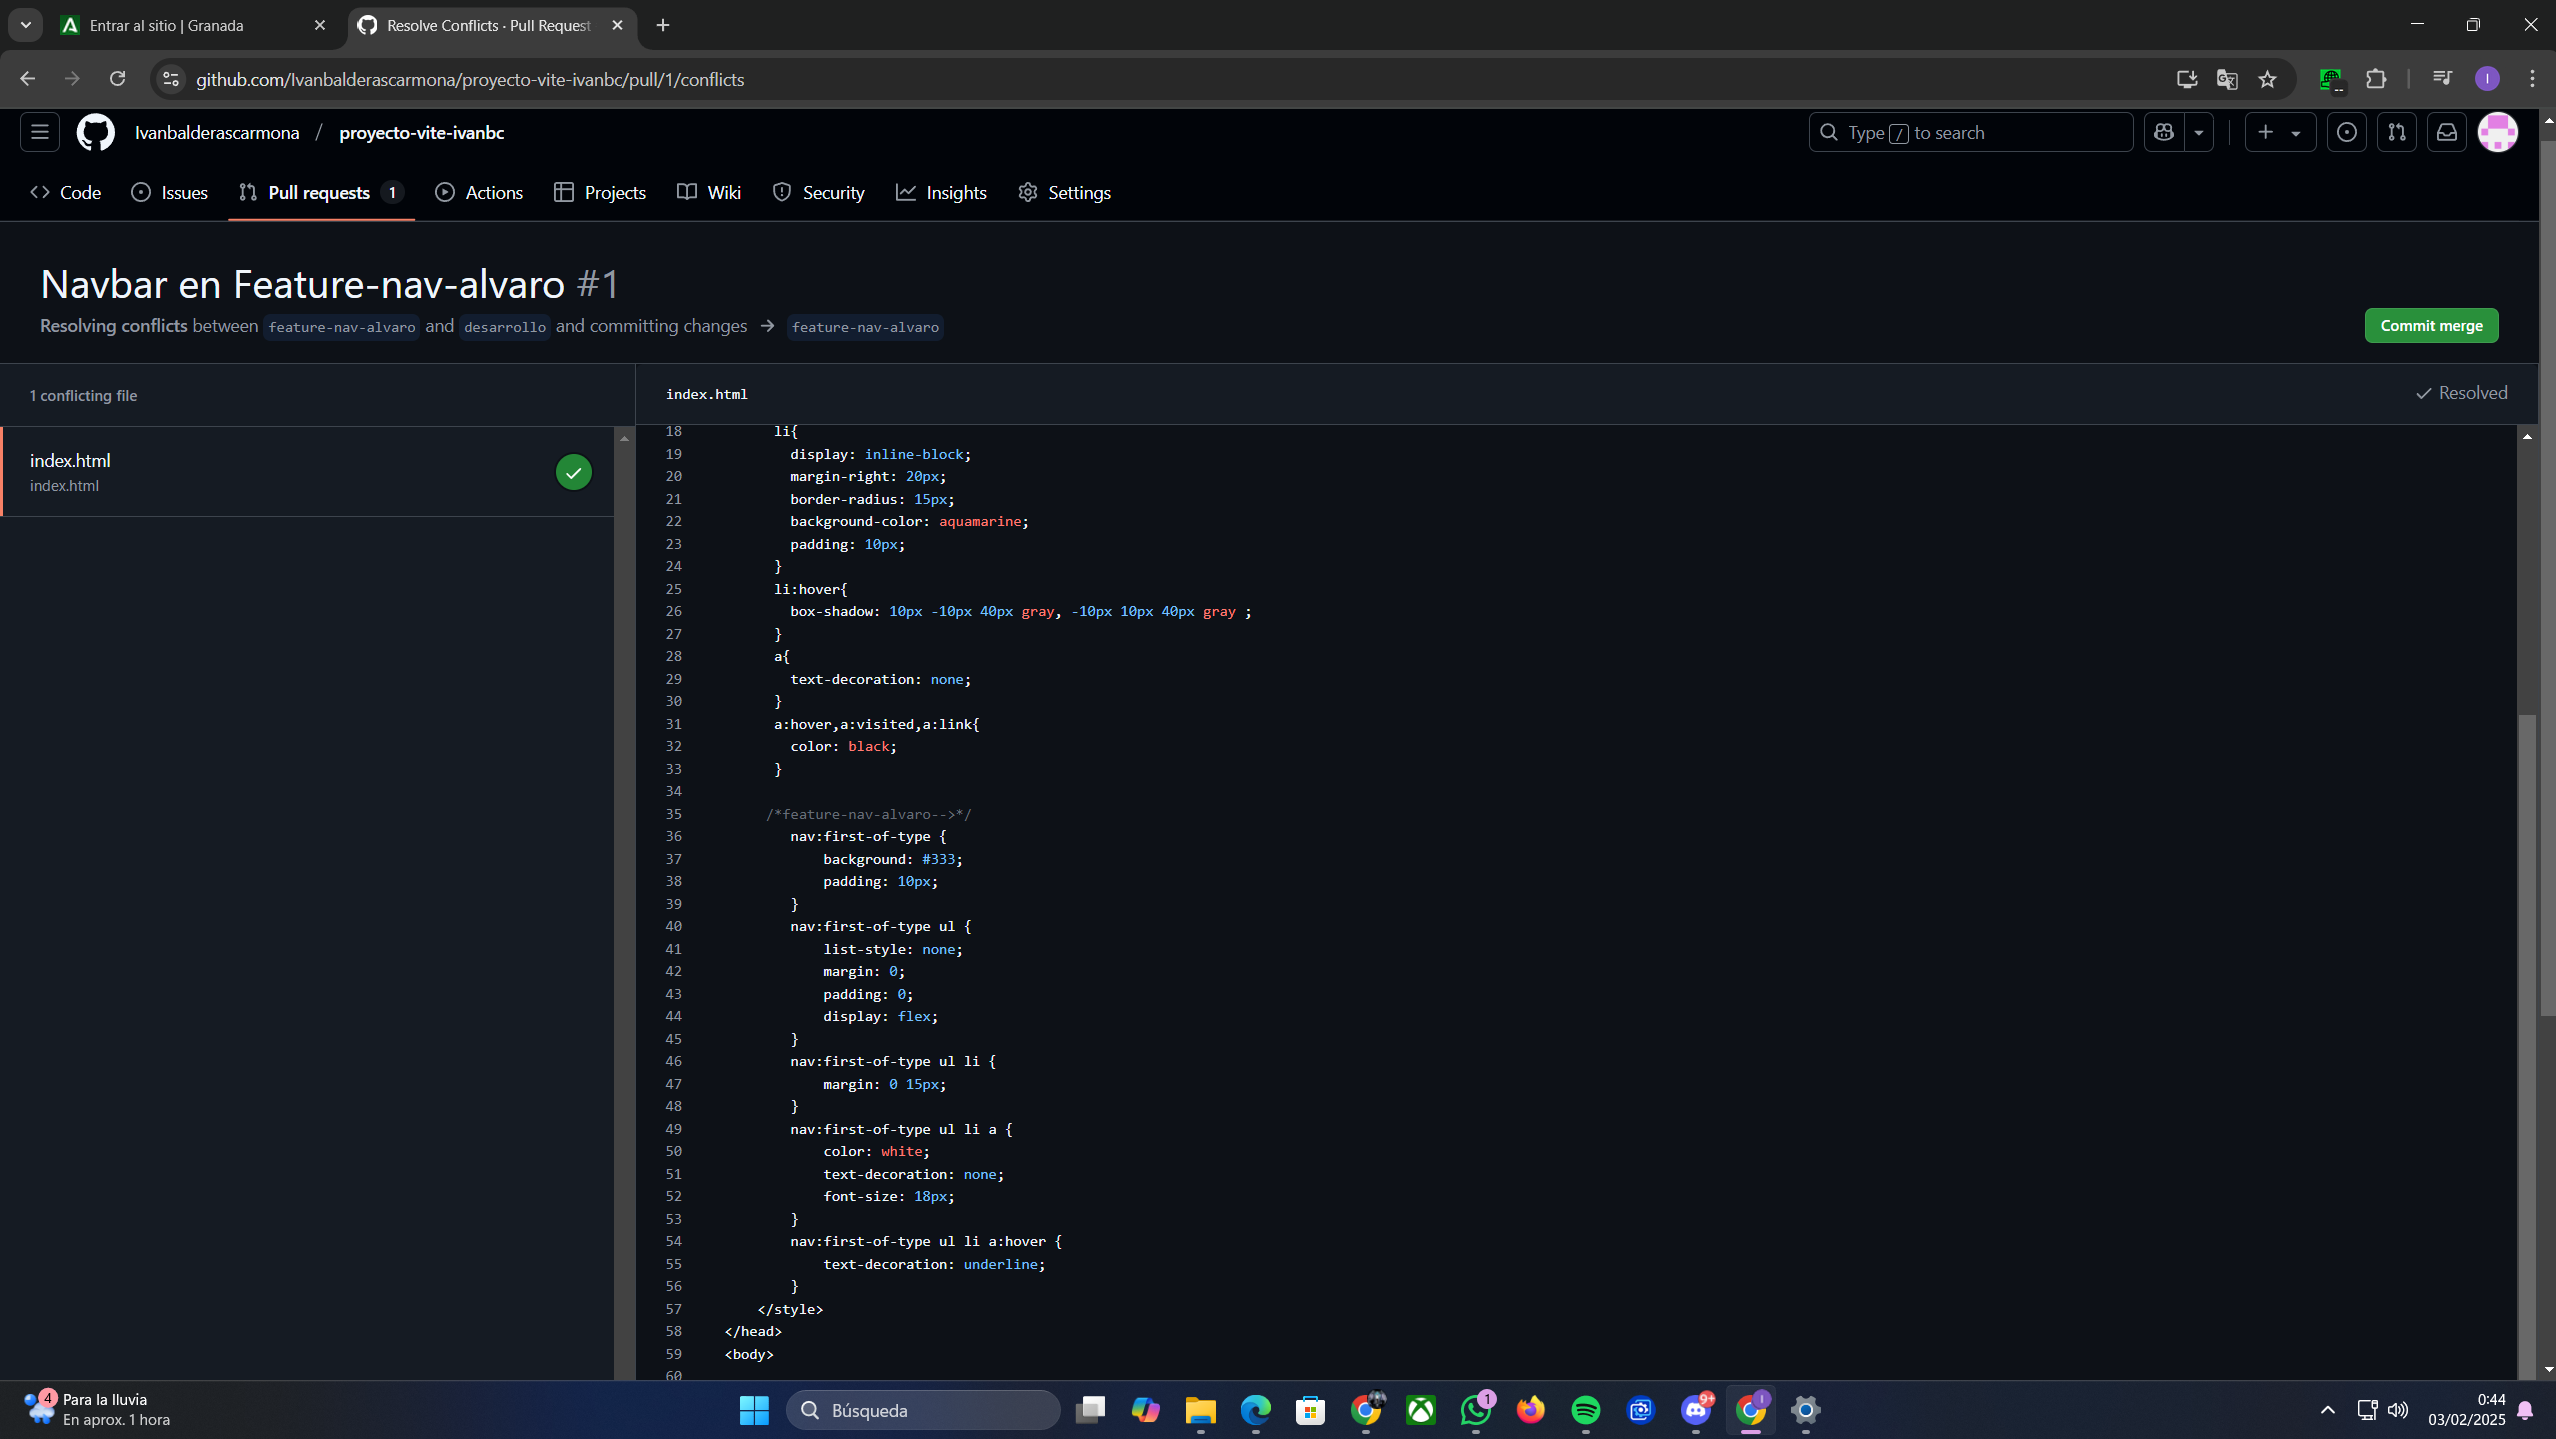 Entrar al sitio | Granada
Resolve Conflicts · Pull Request
github.com/Ivanbalderascarmona/proyecto-vite-ivanbc/pull/1/conflicts
I
Ivanbalderascarmona / proyecto-vite-ivanbc
Type / to search
Code
Issues
Pull requests 1
Actions
Projects
Wiki
Security
Insights
Settings
Navbar en Feature-nav-alvaro #1
Resolving conflicts between feature-nav-alvaro and desarrollo and committing changes → feature-nav-alvaro
Commit merge
1 conflicting file
index.html
Resolved
index.html
index.html
18 li{
19 display: inline-block;
20 margin-right: 20px;
21 border-radius: 15px;
22 background-color: aquamarine;
23 padding: 10px;
24 }
25 li:hover{
26 box-shadow: 10px -10px 40px gray, -10px 10px 40px gray ;
27 }
28 a{
29 text-decoration: none;
30 }
31 a:hover,a:visited,a:link{
32 color: black;
33 }
34
35 /*feature-nav-alvaro-->*/
36 nav:first-of-type {
37 background: #333;
38 padding: 10px;
39 }
40 nav:first-of-type ul {
41 list-style: none;
42 margin: 0;
43 padding: 0;
44 display: flex;
45 }
46 nav:first-of-type ul li {
47 margin: 0 15px;
48 }
49 nav:first-of-type ul li a {
50 color: white;
51 text-decoration: none;
52 font-size: 18px;
53 }
54 nav:first-of-type ul li a:hover {
55 text-decoration: underline;
56 }
57 </style>
58 </head>
59 <body>
60
4
Para la lluvia
En aprox. 1 hora
Búsqueda
1
9+
0:44
03/02/2025